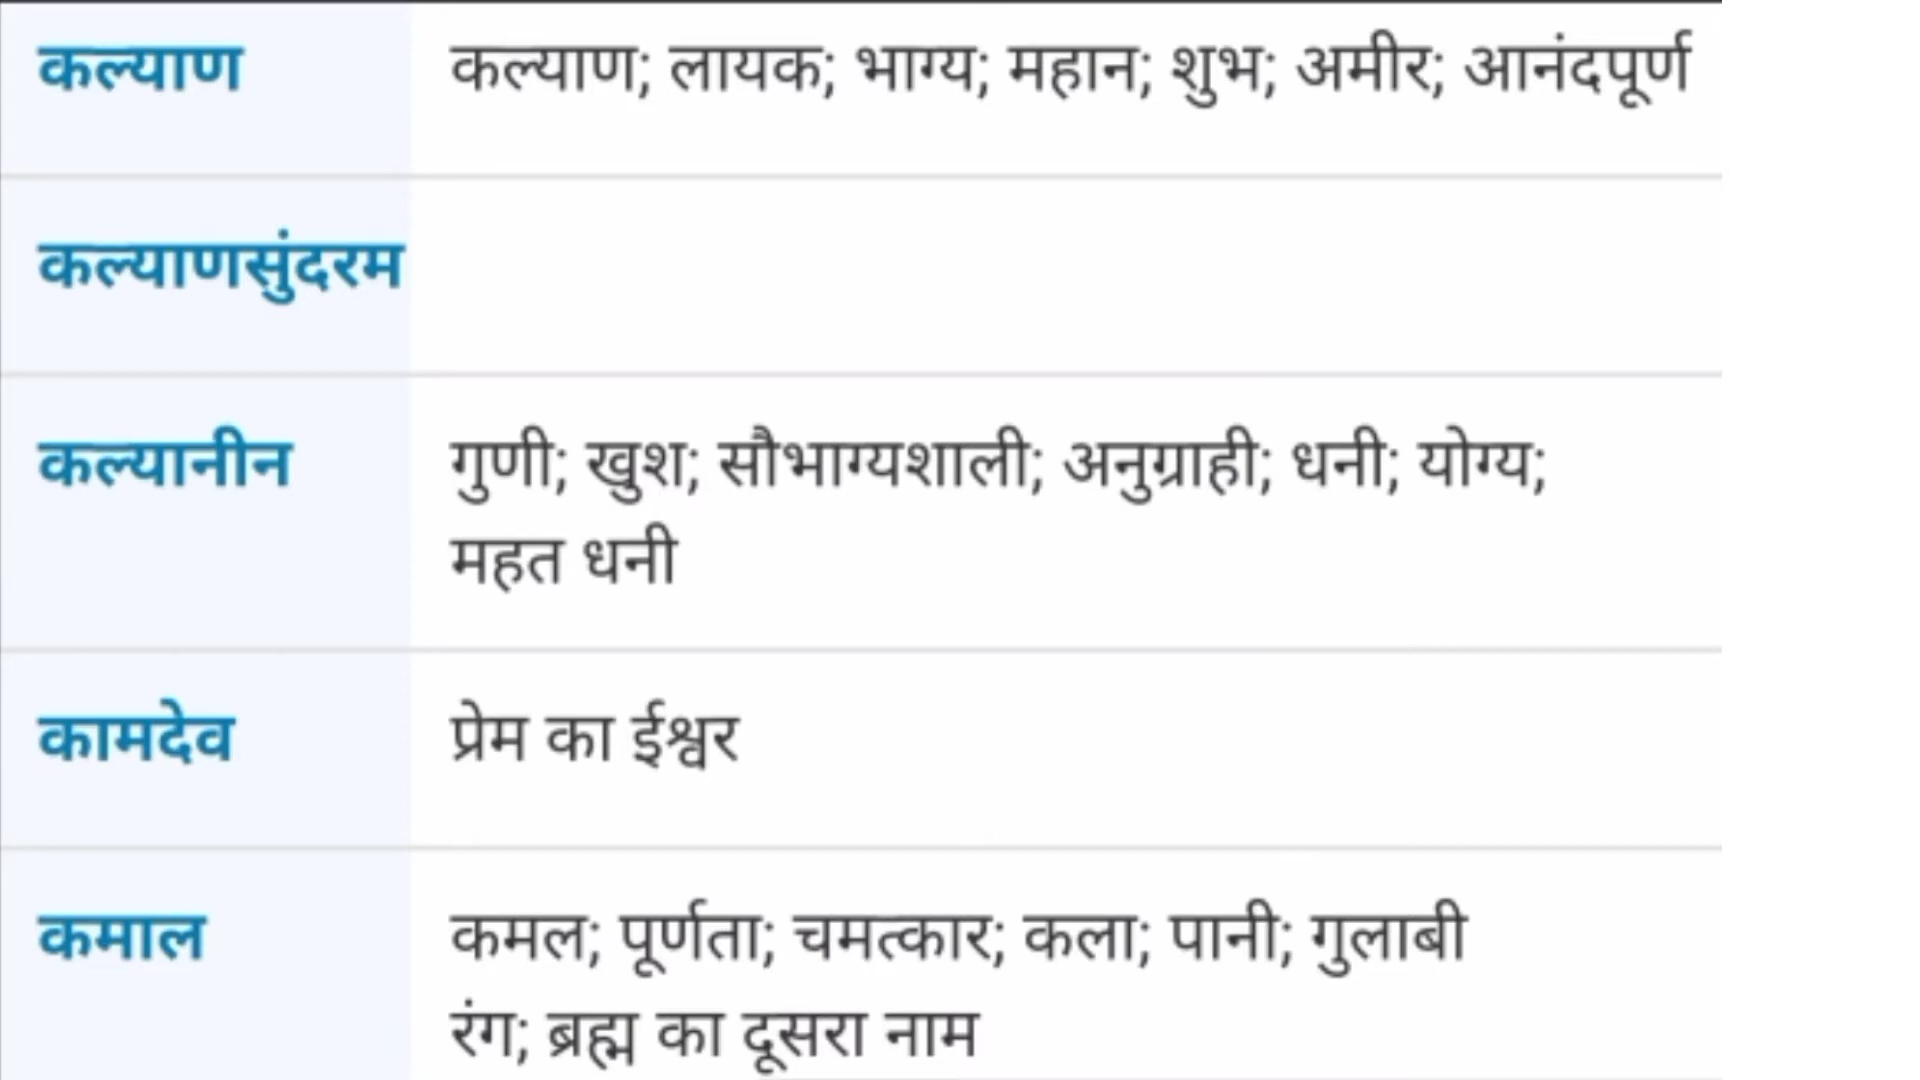 कल्याण कल्याण; लायक; भाग्य; महान; शुभ; अमीर; आनंदपूर्ण
कल्याणसुंदरम
कल्यानीन गुणी; खुश; सौभाग्यशाली; अनुग्राही; धनी; योग्य;
महत धनी
कामदेव प्रेम का ईश्वर
कमाल कमल; पूर्णता; चमत्कार; कला; पानी; गुलाबी
रंग; ब्रह्म का दूसरा नाम